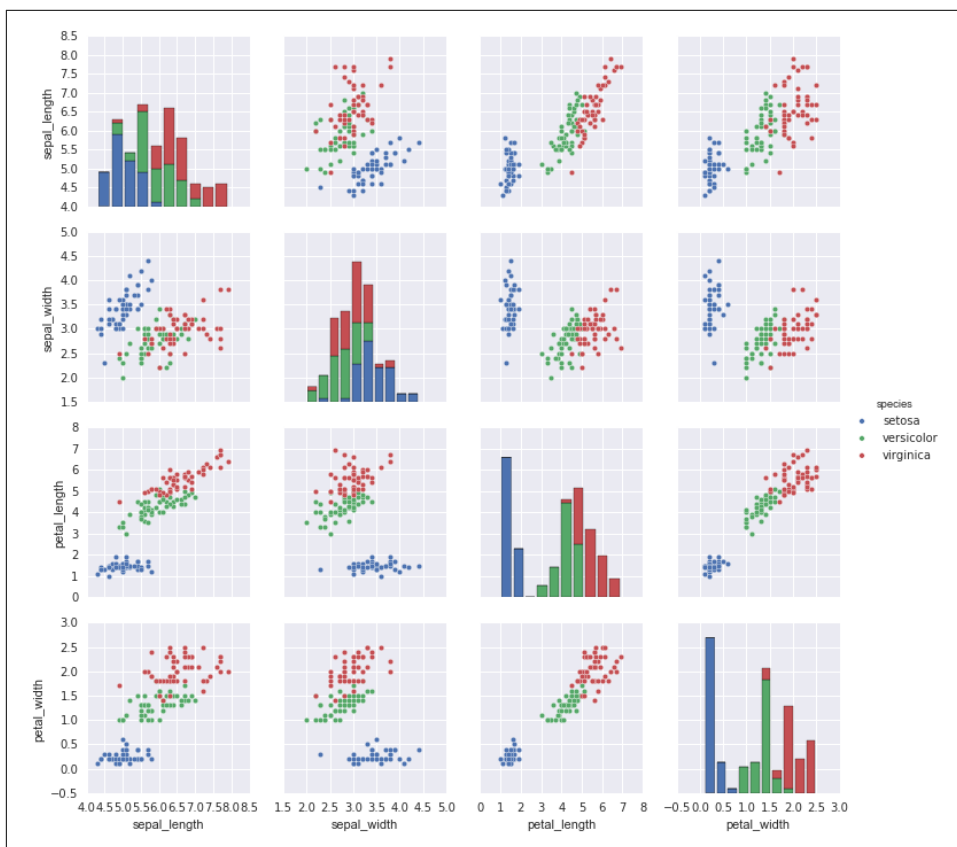 8.5
8.0
7.5
7.0
6.5
6.0
5.5
5.0
4.5
4.0
sepal_length
5.0
4.5
4.0
3.5
3.0
2.5
2.0
1.5
sepal_width
8
7
6
5
4
3
2
1
0
petal_length
3.0
2.5
2.0
1.5
1.0
0.5
0.0
−0.5
petal_width
4.0 4.5 5.0 5.5 6.0 6.5 7.0 7.5 8.0 8.5
sepal_length
1.5 2.0 2.5 3.0 3.5 4.0 4.5 5.0
sepal_width
0 1 2 3 4 5 6 7 8
petal_length
−0.5 0.0 0.5 1.0 1.5 2.0 2.5 3.0
petal_width
species
setosa
versicolor
virginica